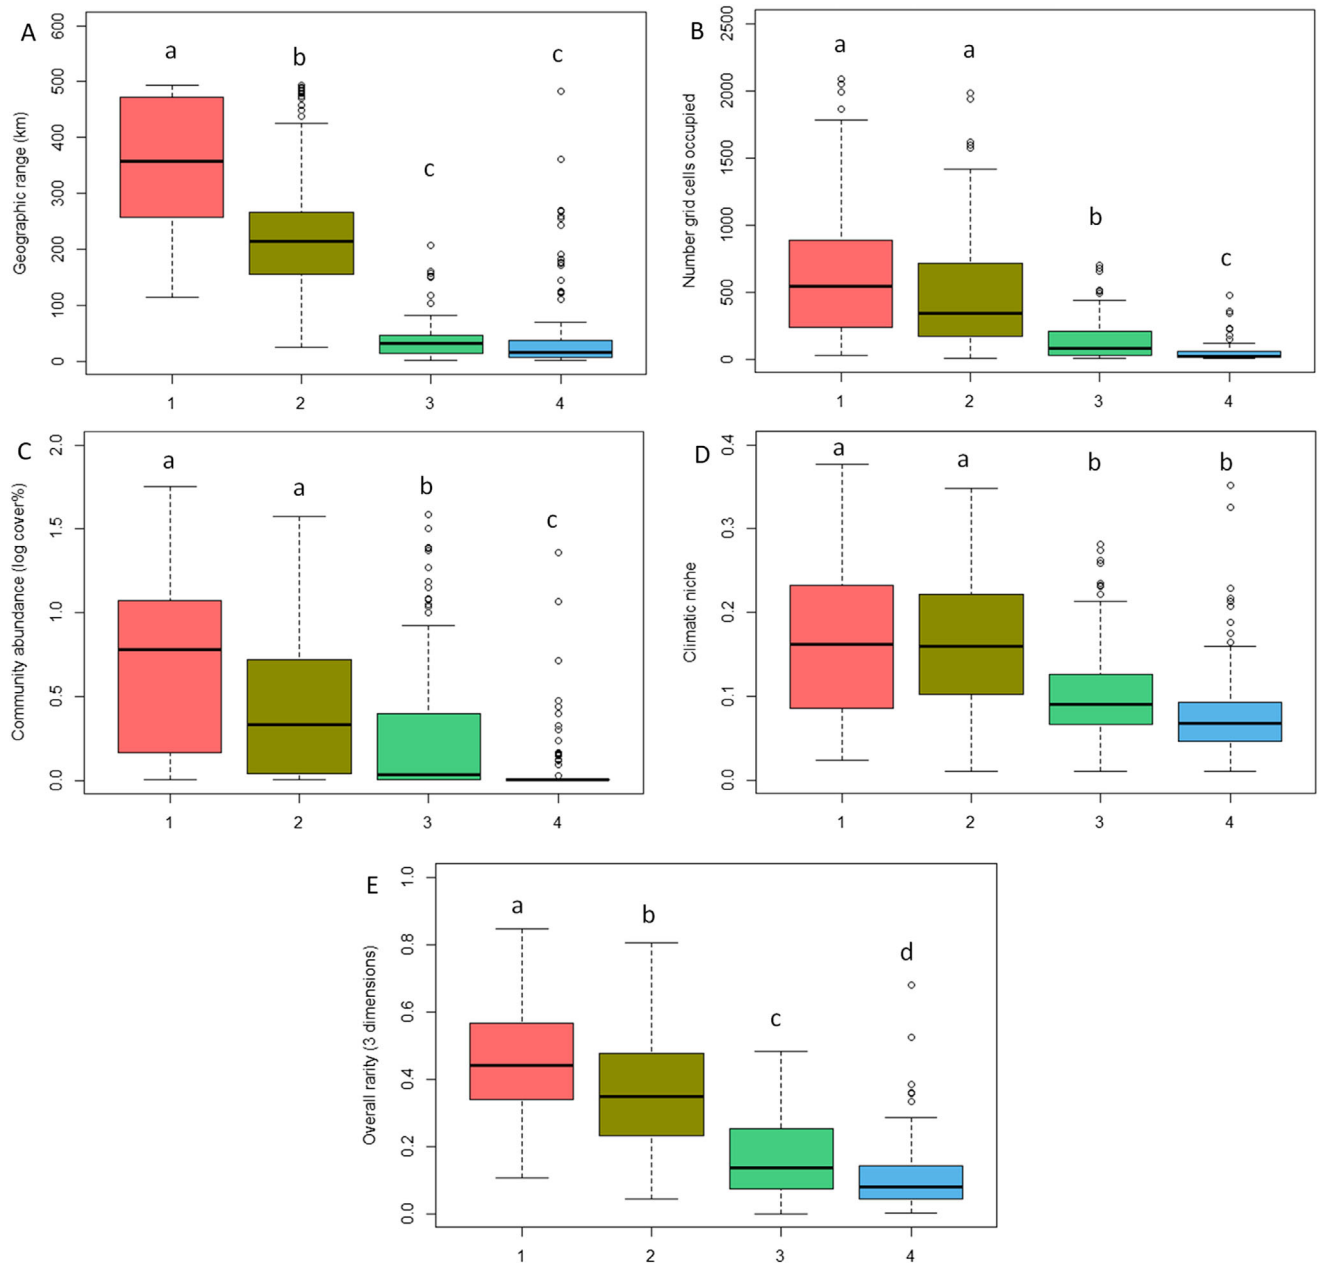 A
Geographic range (km)
600
500
400
300
200
100
0
a
b
c
c
1 2 3 4
B
Number grid cells occupied
2500
2000
1500
1000
500
0
a
a
b
c
1 2 3 4
C
Community abundance (log cover%)
2.0
1.5
1.0
0.5
0.0
a
a
b
c
1 2 3 4
D
Climatic niche
0.4
0.3
0.2
0.1
0.0
a
a
b
b
1 2 3 4
E
Overall rarity (3 dimensions)
1.0
0.8
0.6
0.4
0.2
0.0
a
b
c
d
1 2 3 4